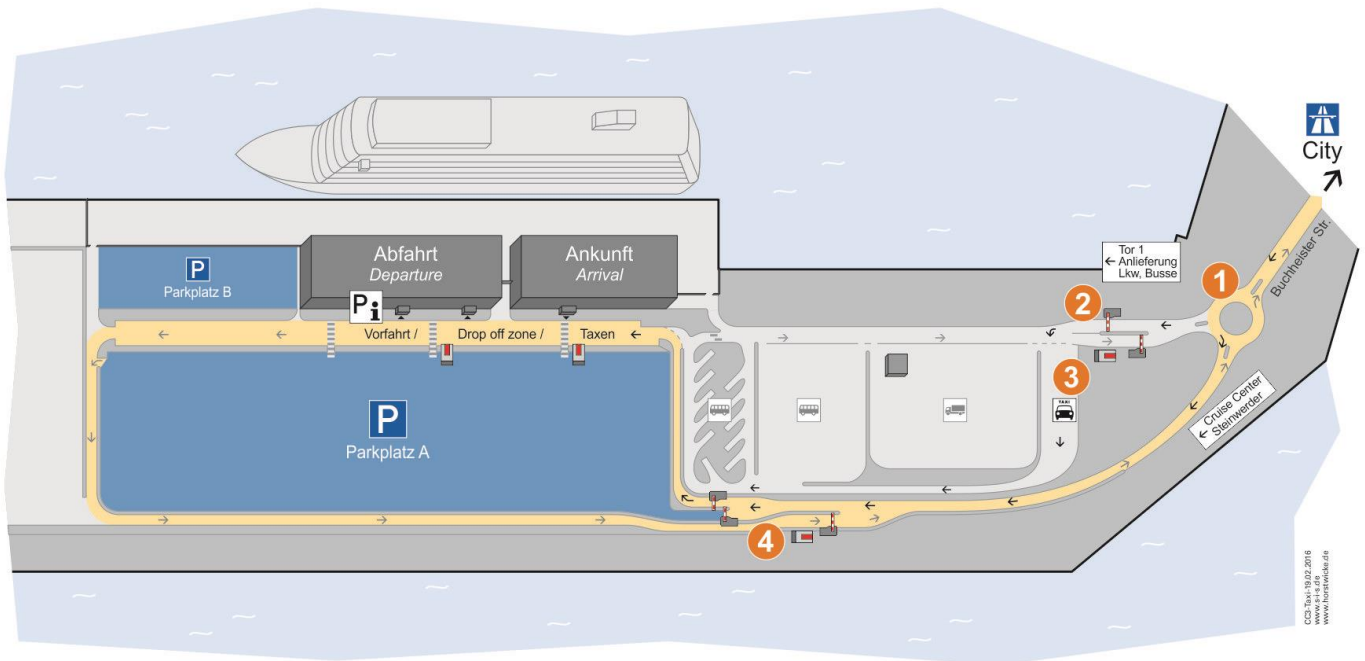 City
Buchheister Str.
1
Tor 1
Anlieferung
Lkw, Busse
2
Abfahrt
Departure
Ankunft
Arrival
P
Parkplatz B
P i
Vorfahrt /
Drop off zone /
Taxen
3
TAXI
Cruise Center
Steinwerder
P
Parkplatz A
4
CC3-Taxi-19.02.2016
www.s-i-s.de
www.horstwicke.de